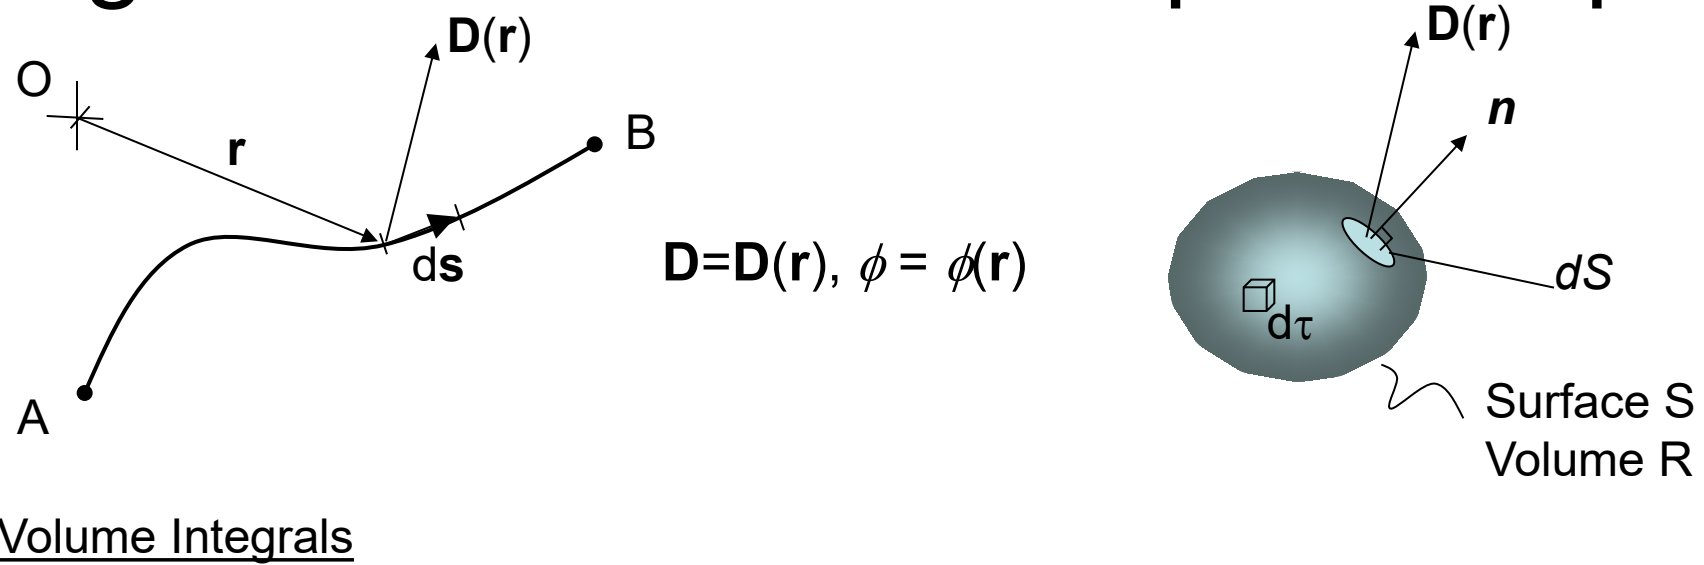 D(r)
O
r
B
ds
A
D=D(r), ϕ = ϕ(r)
D(r)
n
dS
dτ
Surface S
Volume R
Volume Integrals